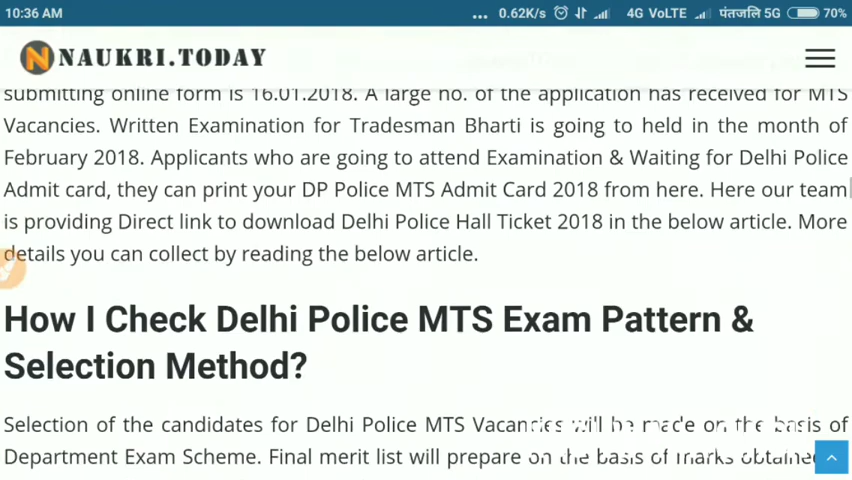 10:36 AM ... 0.62K/s 4G VoLTE पंतजलि 5G 70%
NAUKRI.TODAY
submitting online form is 16.01.2018. A large no. of the application has received for MTS
Vacancies. Written Examination for Tradesman Bharti is going to held in the month of
February 2018. Applicants who are going to attend Examination & Waiting for Delhi Police
Admit card, they can print your DP Police MTS Admit Card 2018 from here. Here our team
is providing Direct link to download Delhi Police Hall Ticket 2018 in the below article. More
details you can collect by reading the below article.
How I Check Delhi Police MTS Exam Pattern &
Selection Method?
Selection of the candidates for Delhi Police MTS Vacancies will be made on the basis of
Department Exam Scheme. Final merit list will prepare on the basis of marks obtained